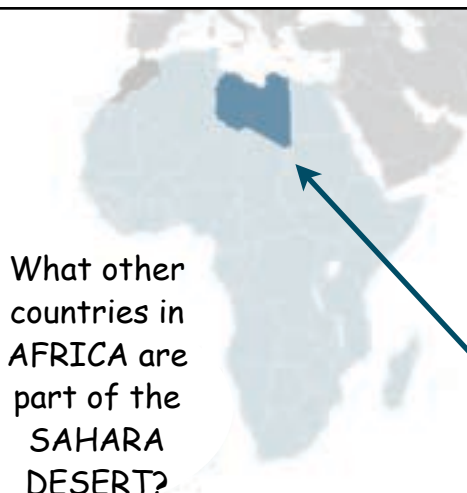 What other
countries in
AFRICA are
part of the
SAHARA
DESERT?